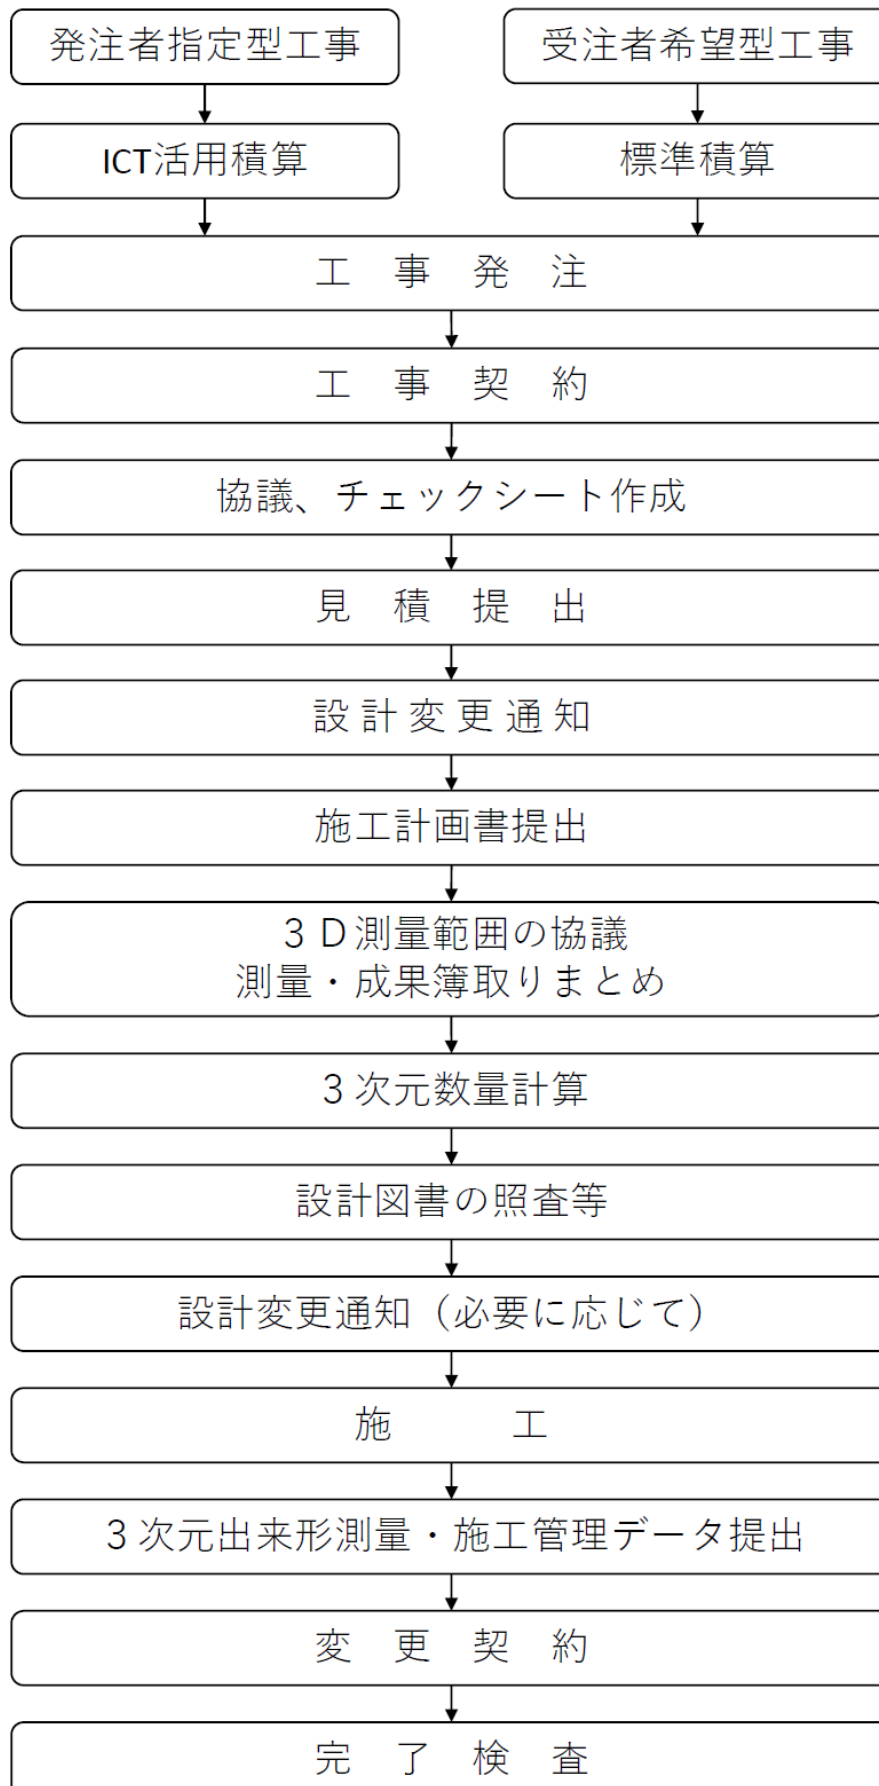 発注者指定型工事
受注者希望型工事
ICT活用積算
標準積算
工　事　発　注
工　事　契　約
協議、チェックシート作成
見　積　提　出
設 計 変 更 通 知
施工計画書提出
３Ｄ測量範囲の協議
測量・成果簿取りまとめ
３次元数量計算
設計図書の照査等
設計変更通知（必要に応じて）
施　　　　工
３次元出来形測量・施工管理データ提出
変　更　契　約
完　了　検　査